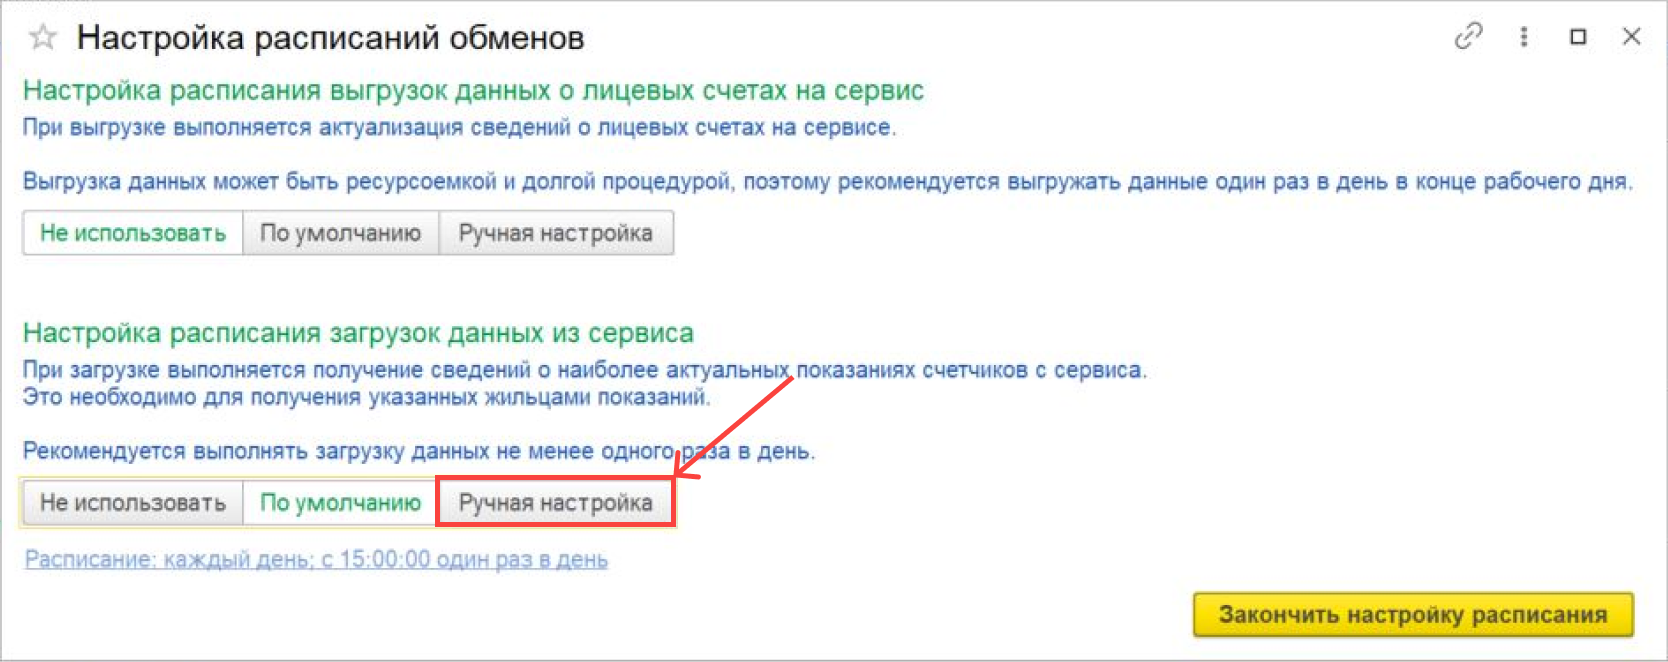 Настройка расписаний обменов
Настройка расписания выгрузок данных о лицевых счетах на сервис
При выгрузке выполняется актуализация сведений о лицевых счетах на сервисе.
Выгрузка данных может быть ресурсоемкой и долгой процедурой, поэтому рекомендуется выгружать данные один раз в день в конце рабочего дня.
Не использовать По умолчанию Ручная настройка
Настройка расписания загрузок данных из сервиса
При загрузке выполняется получение сведений о наиболее актуальных показаниях счетчиков с сервиса.
Это необходимо для получения указанных жильцами показаний.
Рекомендуется выполнять загрузку данных не менее одного раза в день.
Не использовать По умолчанию Ручная настройка
Расписание: каждый день; с 15:00:00 один раз в день
Закончить настройку расписания